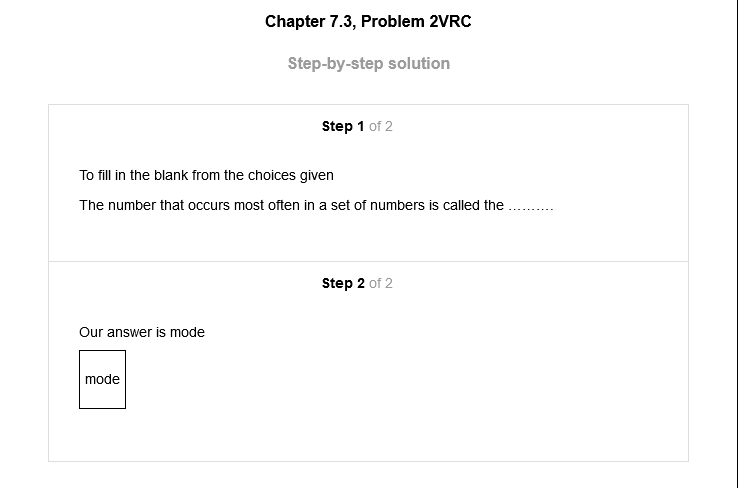 Chapter 7.3, Problem 2VRC
Step-by-step solution
Step 1 of 2
To fill in the blank from the choices given
The number that occurs most often in a set of numbers is called the ……….
Step 2 of 2
Our answer is mode
mode